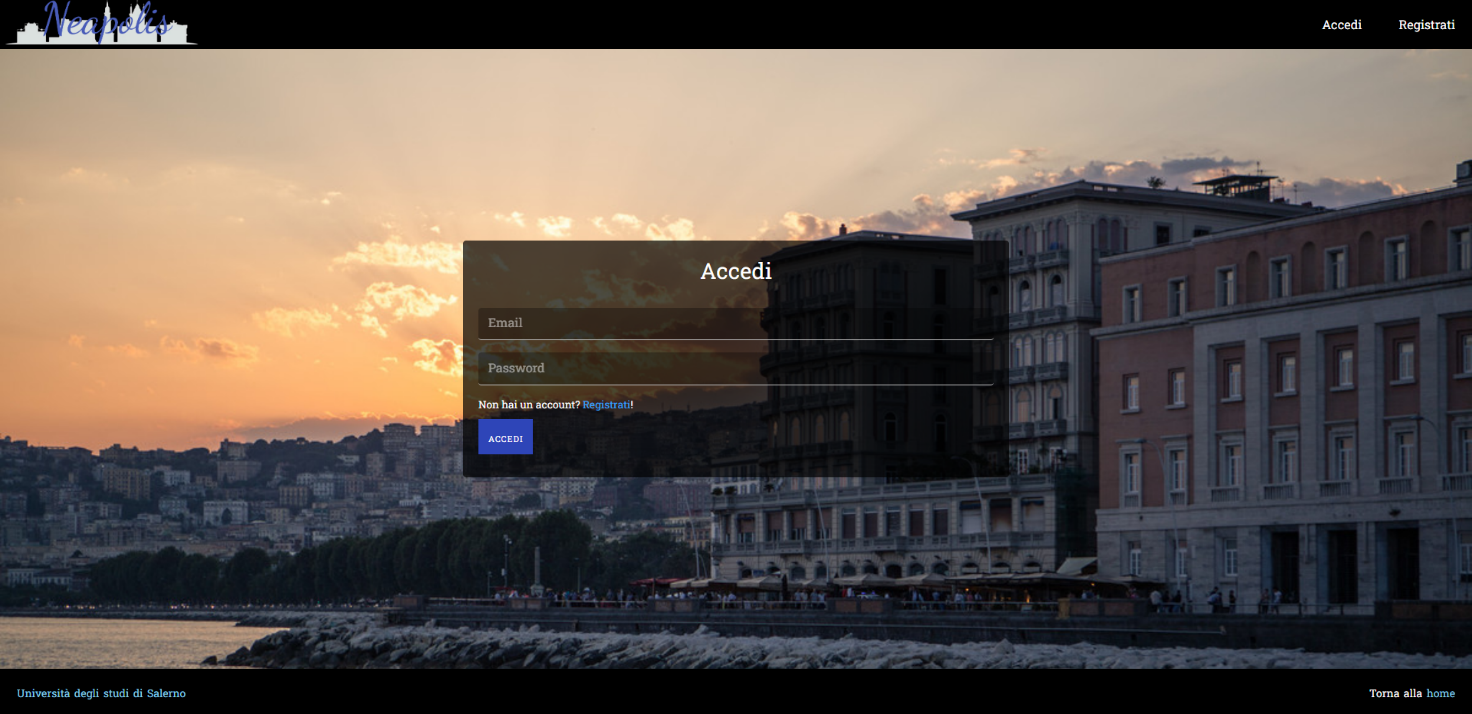 Neapolis
Accedi Registrati
Accedi
Email
Password
Non hai un account? Registrati!
ACCEDI
Università degli studi di Salerno Torna alla home